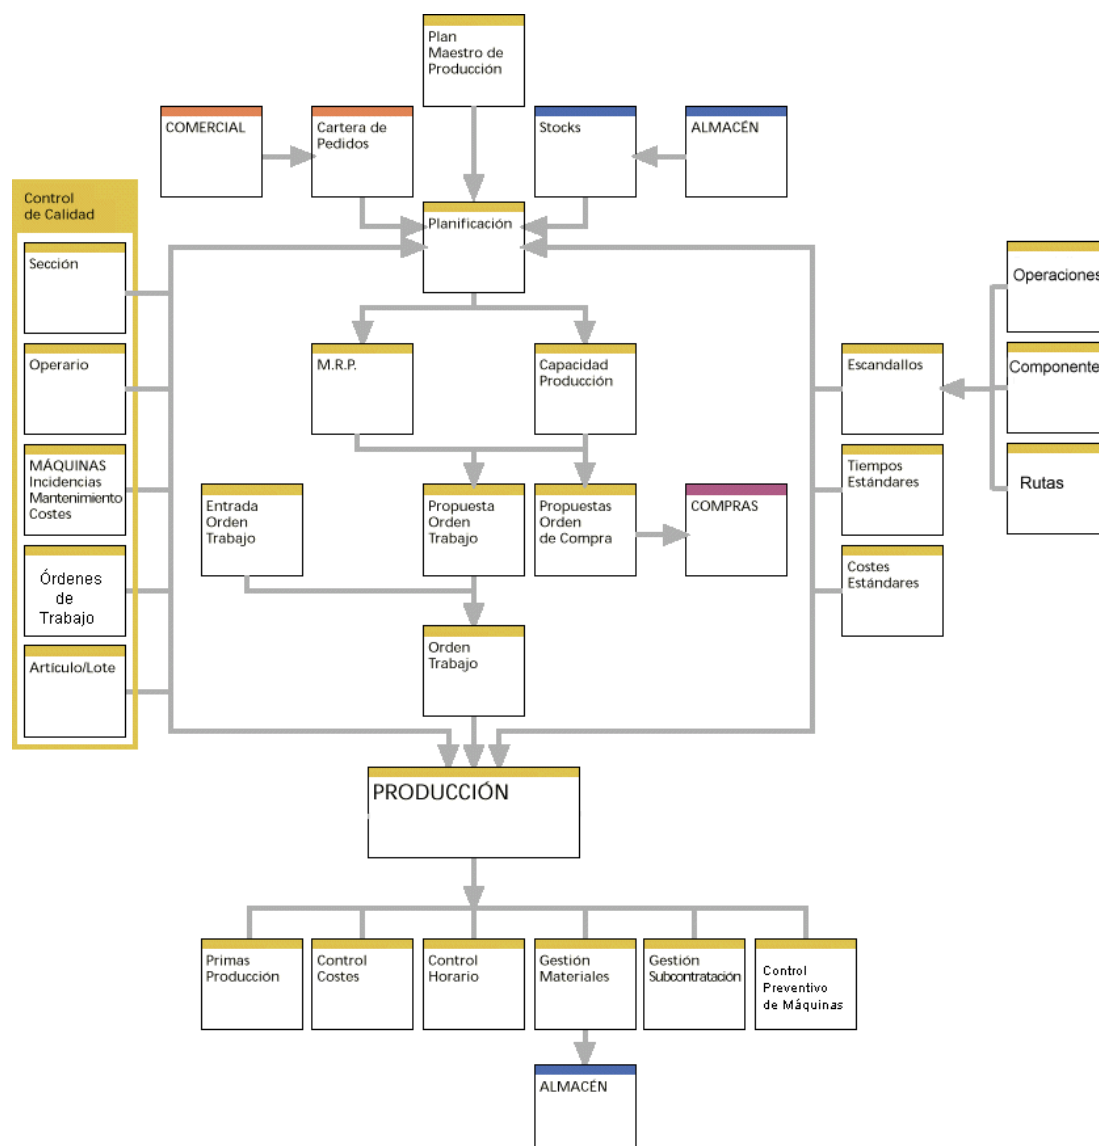 Plan
Maestro de
Producción
COMERCIAL
Cartera de
Pedidos
Stocks
ALMACÉN
Control
de Calidad
Planificación
Sección
Operaciones
Operario
M.R.P.
Capacidad
Producción
Escandallos
Componente
MÁQUINAS
Incidencias
Mantenimiento
Costes
Entrada
Orden
Trabajo
Propuesta
Orden
Trabajo
Propuestas
Orden
de Compra
COMPRAS
Tiempos
Estándares
Rutas
Órdenes
de
Trabajo
Costes
Estándares
Artículo/Lote
Orden
Trabajo
PRODUCCIÓN
Primas
Producción
Control
Costes
Control
Horario
Gestión
Materiales
Gestión
Subcontratación
Control
Preventivo
de Máquinas
ALMACÉN